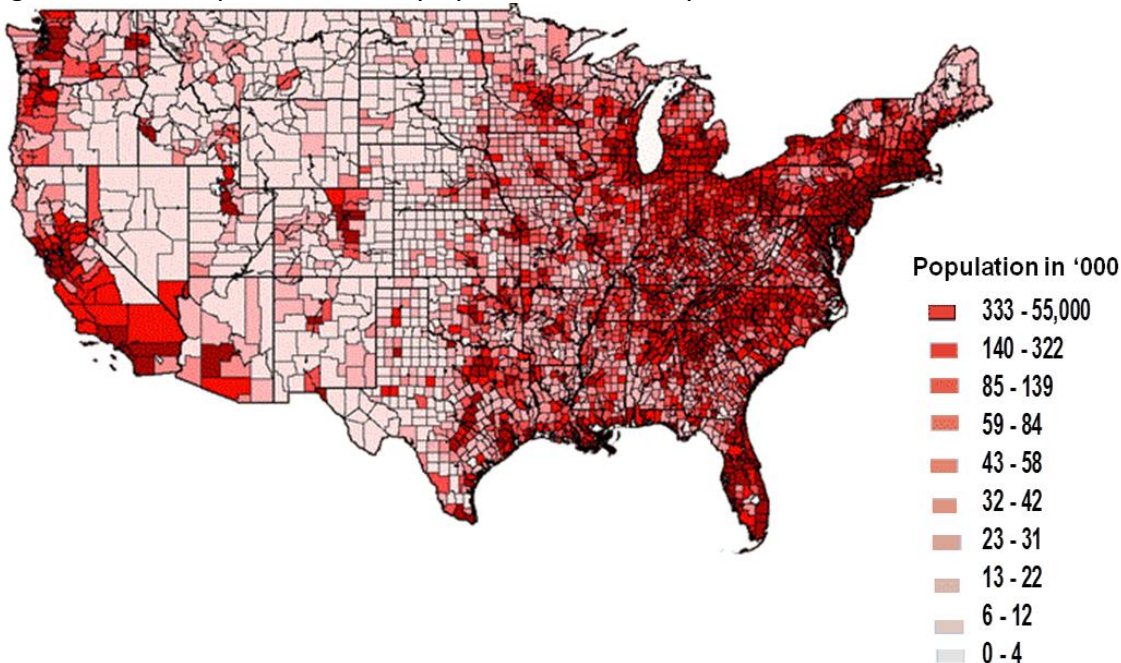 Population in ‘000
333 - 55,000
140 - 322
85 - 139
59 - 84
43 - 58
32 - 42
23 - 31
13 - 22
6 - 12
0 - 4